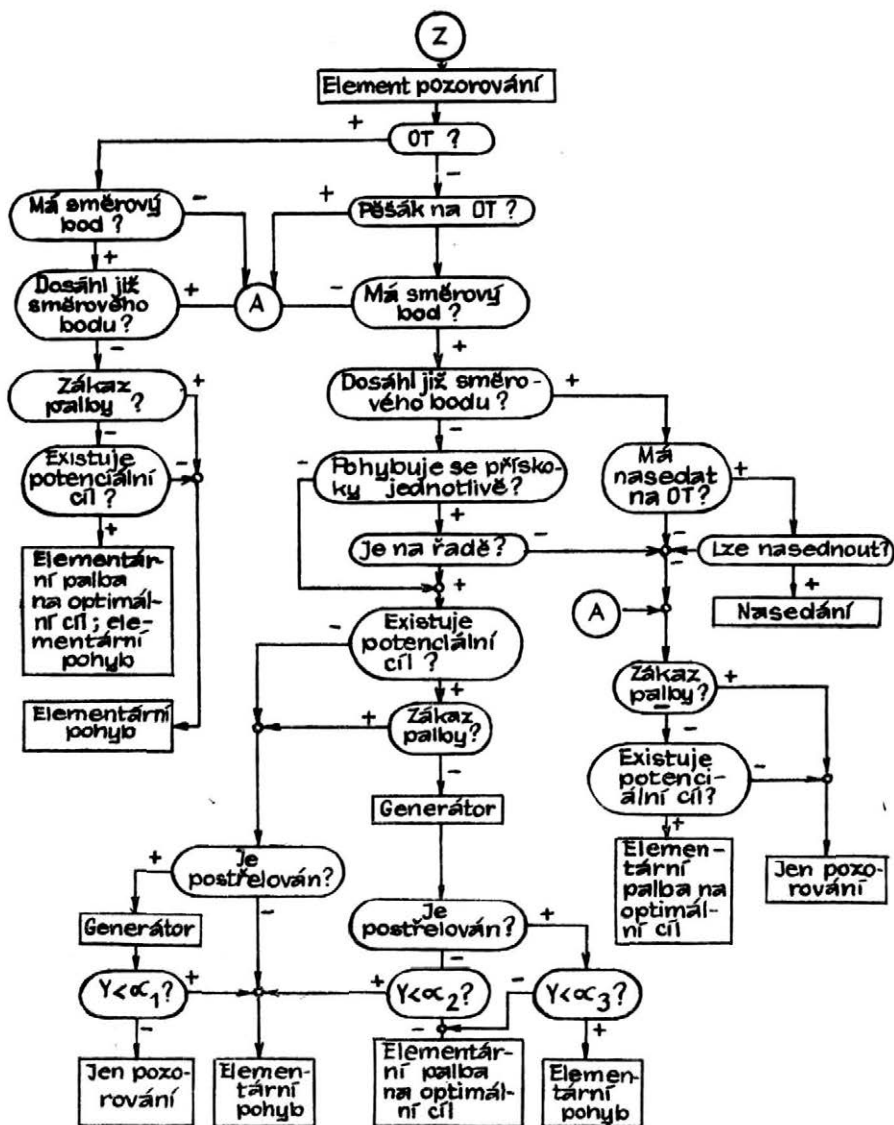 Z
Element pozorování
+
OT ?
-
Má směrový
bod ?
-
+
Pěšák na OT ?
+
Dosáhl již
směrového
bodu ?
+
A
-
Má směrový
bod ?
-
+
Zákaz
palby ?
+
Dosáhl již směro-
vého bodu ?
+
-
-
Existuje
potenciální
cíl ?
-
-
Pohybuje se přísko-
ky jednotlivě ?
Má
nasedat
na OT ?
+
+
+
-
Elementár-
ní palba
na optimál-
ní cíl ; ele-
mentární
pohyb
Je na řadě ?
-
-
Lze nasednout?
+
+
A
Nasedání
-
Existuje
potenciální
cíl ?
Elementární
pohyb
+
+
Zákaz
palby ?
Zákaz
palby ?
+
-
-
Generátor
Existuje
potenci-
ální cíl ?
-
+
+
Je
postřelován ?
Elemen-
tární
palba na
optimál-
ní cíl
Jen pozo-
rování
Generátor
-
Je
postřelován ?
+
-
-
Y<∝1 ?
+
+
Y<∝2 ?
Y<∝3 ?
-
-
+
Jen pozo-
rování
Elemen-
tární
pohyb
Elementár-
ní palba
na optimál-
ní cíl
Elemen-
tární
pohyb